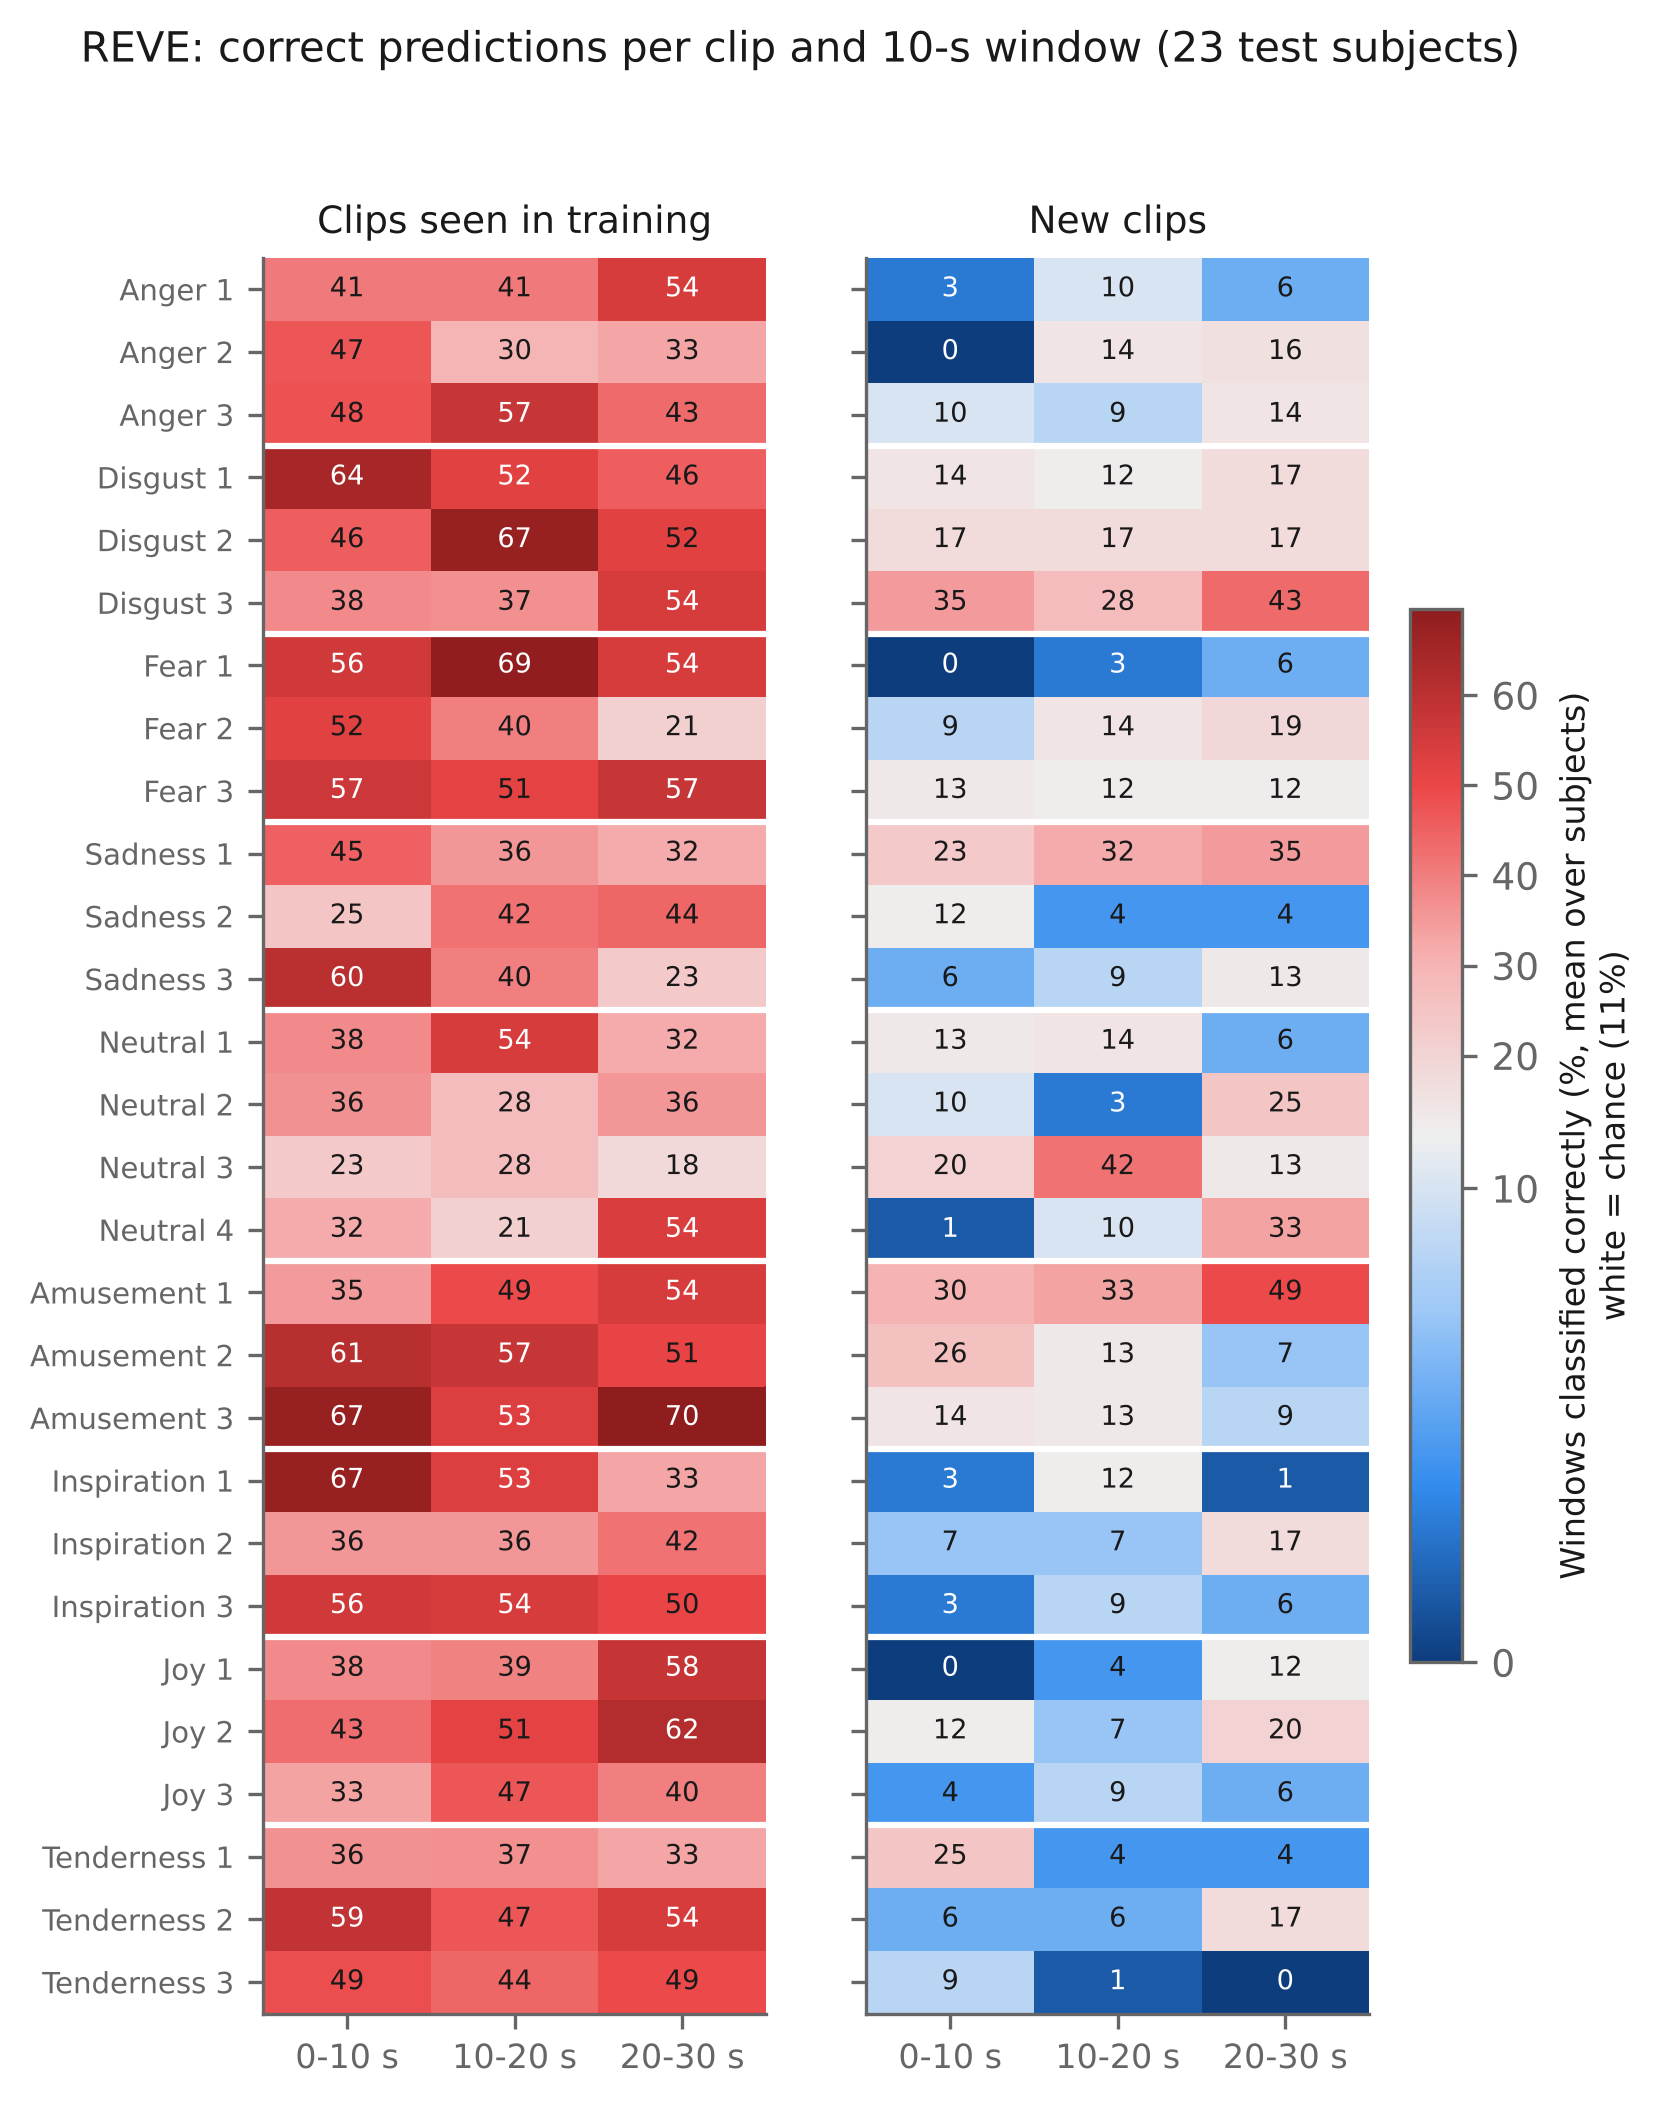 REVE: correct predictions per clip and 10-s window (23 test subjects)
Clips seen in training New clips
Anger 1 41 41 54 3 10 6
Anger 2 47 30 33 0 14 16
Anger 3 48 57 43 10 9 14
Disgust 1 64 52 46 14 12 17
Disgust 2 46 67 52 17 17 17
Disgust 3 38 37 54 35 28 43
Fear 1 56 69 54 0 3 6
Fear 2 52 40 21 9 14 19
Fear 3 57 51 57 13 12 12
Sadness 1 45 36 32 23 32 35
Sadness 2 25 42 44 12 4 4
Sadness 3 60 40 23 6 9 13
Neutral 1 38 54 32 13 14 6
Neutral 2 36 28 36 10 3 25
Neutral 3 23 28 18 20 42 13
Neutral 4 32 21 54 1 10 33
Amusement 1 35 49 54 30 33 49
Amusement 2 61 57 51 26 13 7
Amusement 3 67 53 70 14 13 9
Inspiration 1 67 53 33 3 12 1
Inspiration 2 36 36 42 7 7 17
Inspiration 3 56 54 50 3 9 6
Joy 1 38 39 58 0 4 12
Joy 2 43 51 62 12 7 20
Joy 3 33 47 40 4 9 6
Tenderness 1 36 37 33 25 4 4
Tenderness 2 59 47 54 6 6 17
Tenderness 3 49 44 49 9 1 0
0-10 s 10-20 s 20-30 s 0-10 s 10-20 s 20-30 s
60
50
40
30
20
10
0
Windows classified correctly (%, mean over subjects)
white = chance (11%)